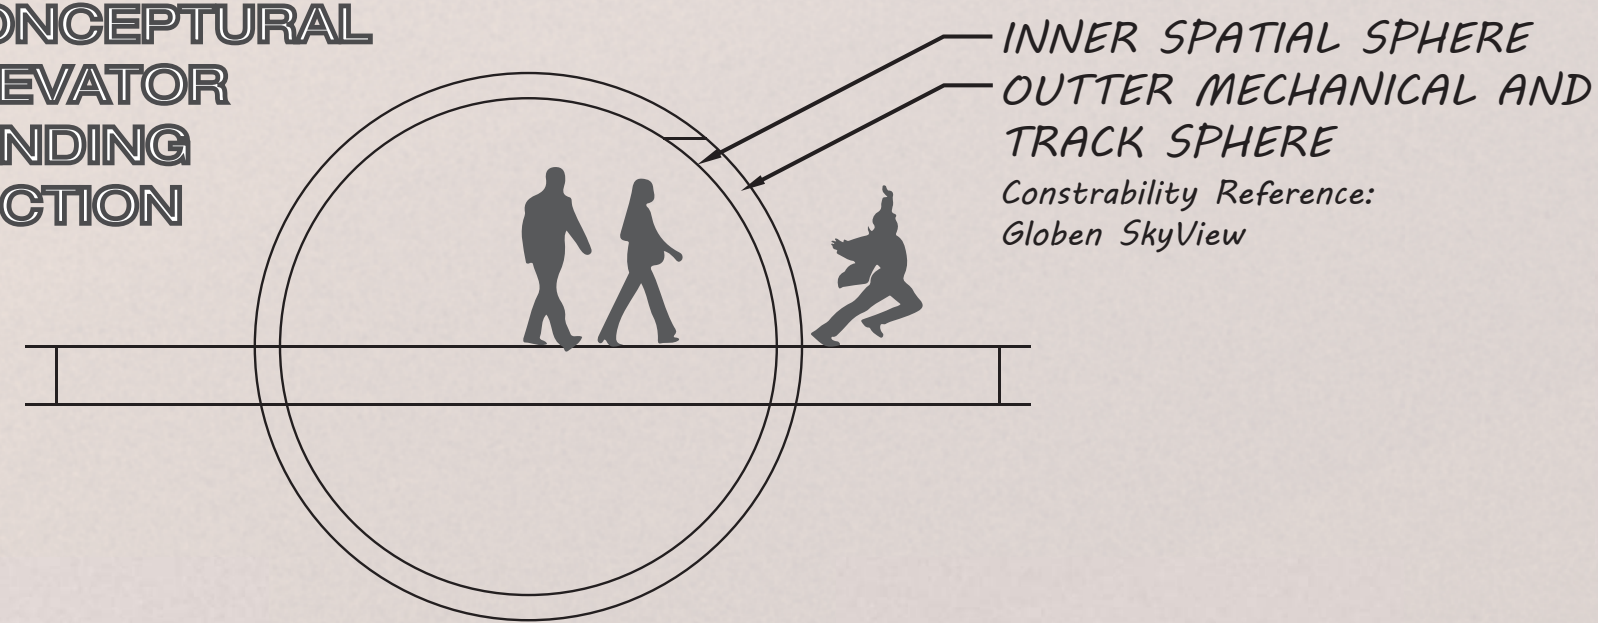 ONCEPTURAL
EVATOR
NDING
CTION
INNER SPATIAL SPHERE
OUTTER MECHANICAL AND
TRACK SPHERE
Constrability Reference:
Globen SkyView